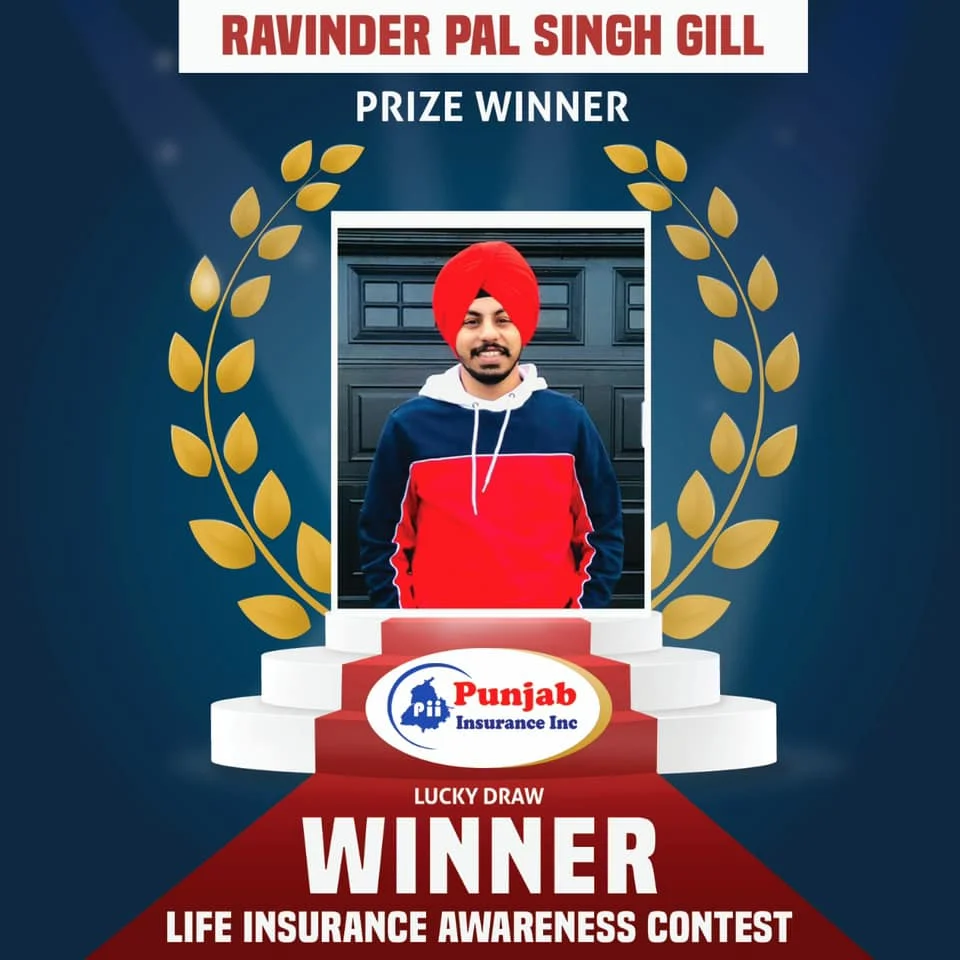 RAVINDER PAL SINGH GILL
PRIZE WINNER
Pii
Punjab
Insurance Inc
LUCKY DRAW
WINNER
LIFE INSURANCE AWARENESS CONTEST